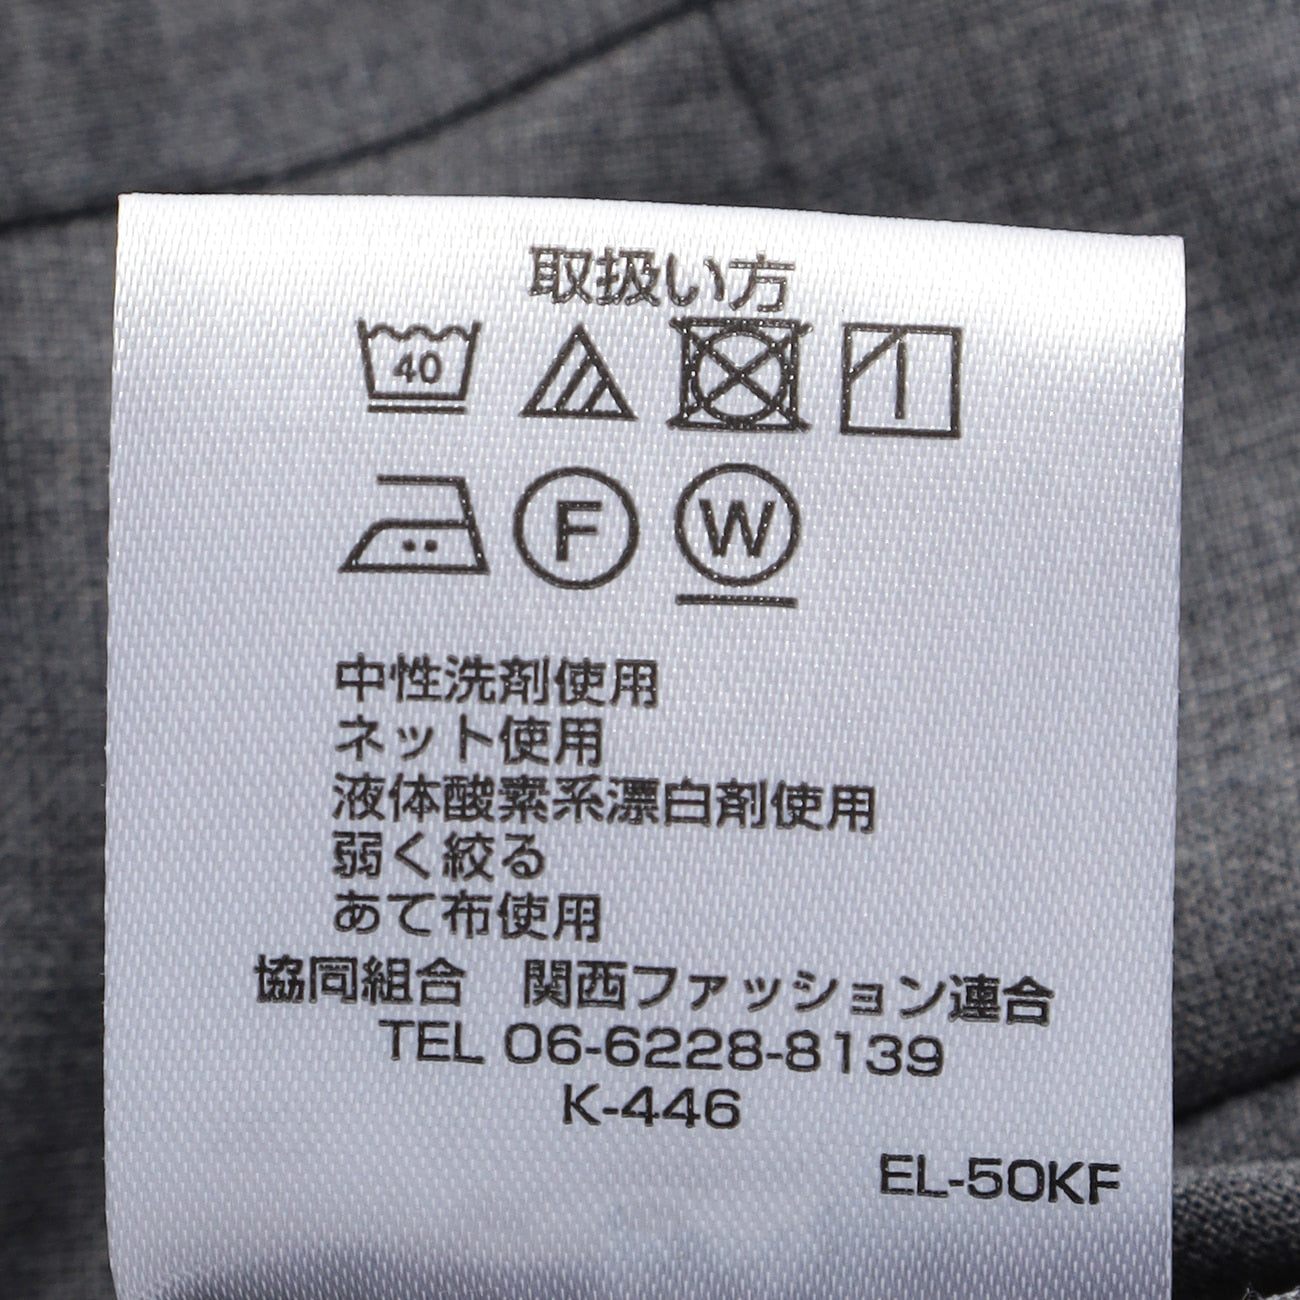 取扱い方
40
F W
中性洗剤使用
ネット使用
液体酸素系漂白剤使用
弱く絞る
あて布使用
協同組合　関西ファッション連合
TEL 06-6228-8139
K-446
EL-50KF